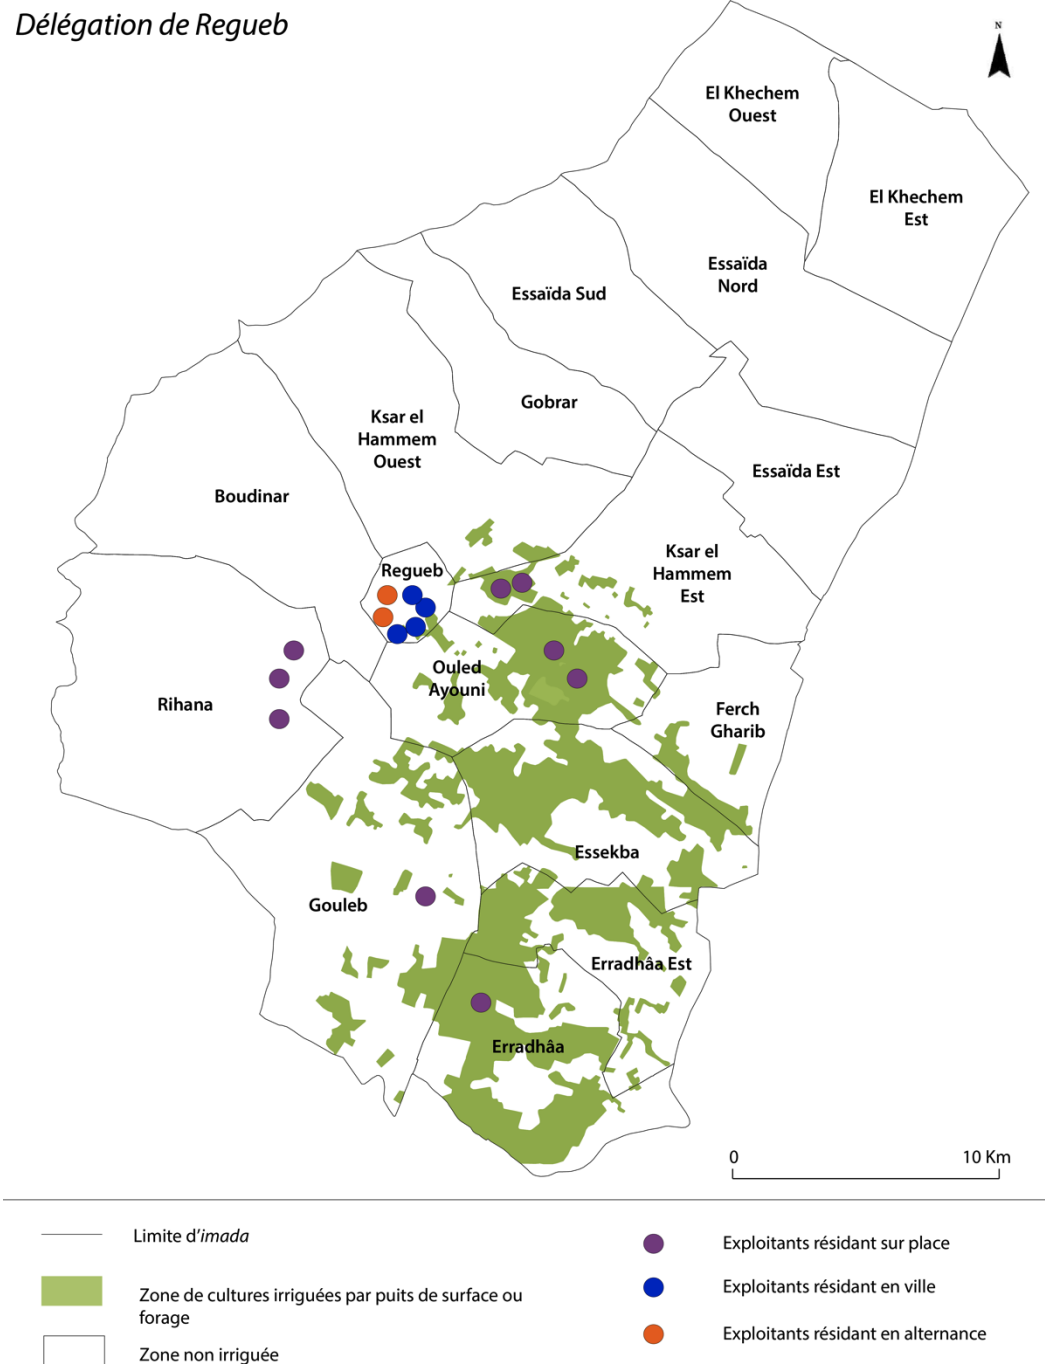 Délégation de Regueb
N
El Khechem
Ouest
El Khechem
Est
Essaïda
Nord
Essaïda Sud
Gobrar
Ksar el
Hammem
Ouest
Essaïda Est
Boudinar
Ksar el
Hammem
Est
Regueb
Ouled
Ayouni
Rihana
Ferch
Gharib
Essekba
Gouleb
Erradhâa Est
Erradhâa
0 10 Km
Limite d'imada
Zone de cultures irriguées par puits de surface ou
forage
Zone non irriguée
Exploitants résidant sur place
Exploitants résidant en ville
Exploitants résidant en alternance